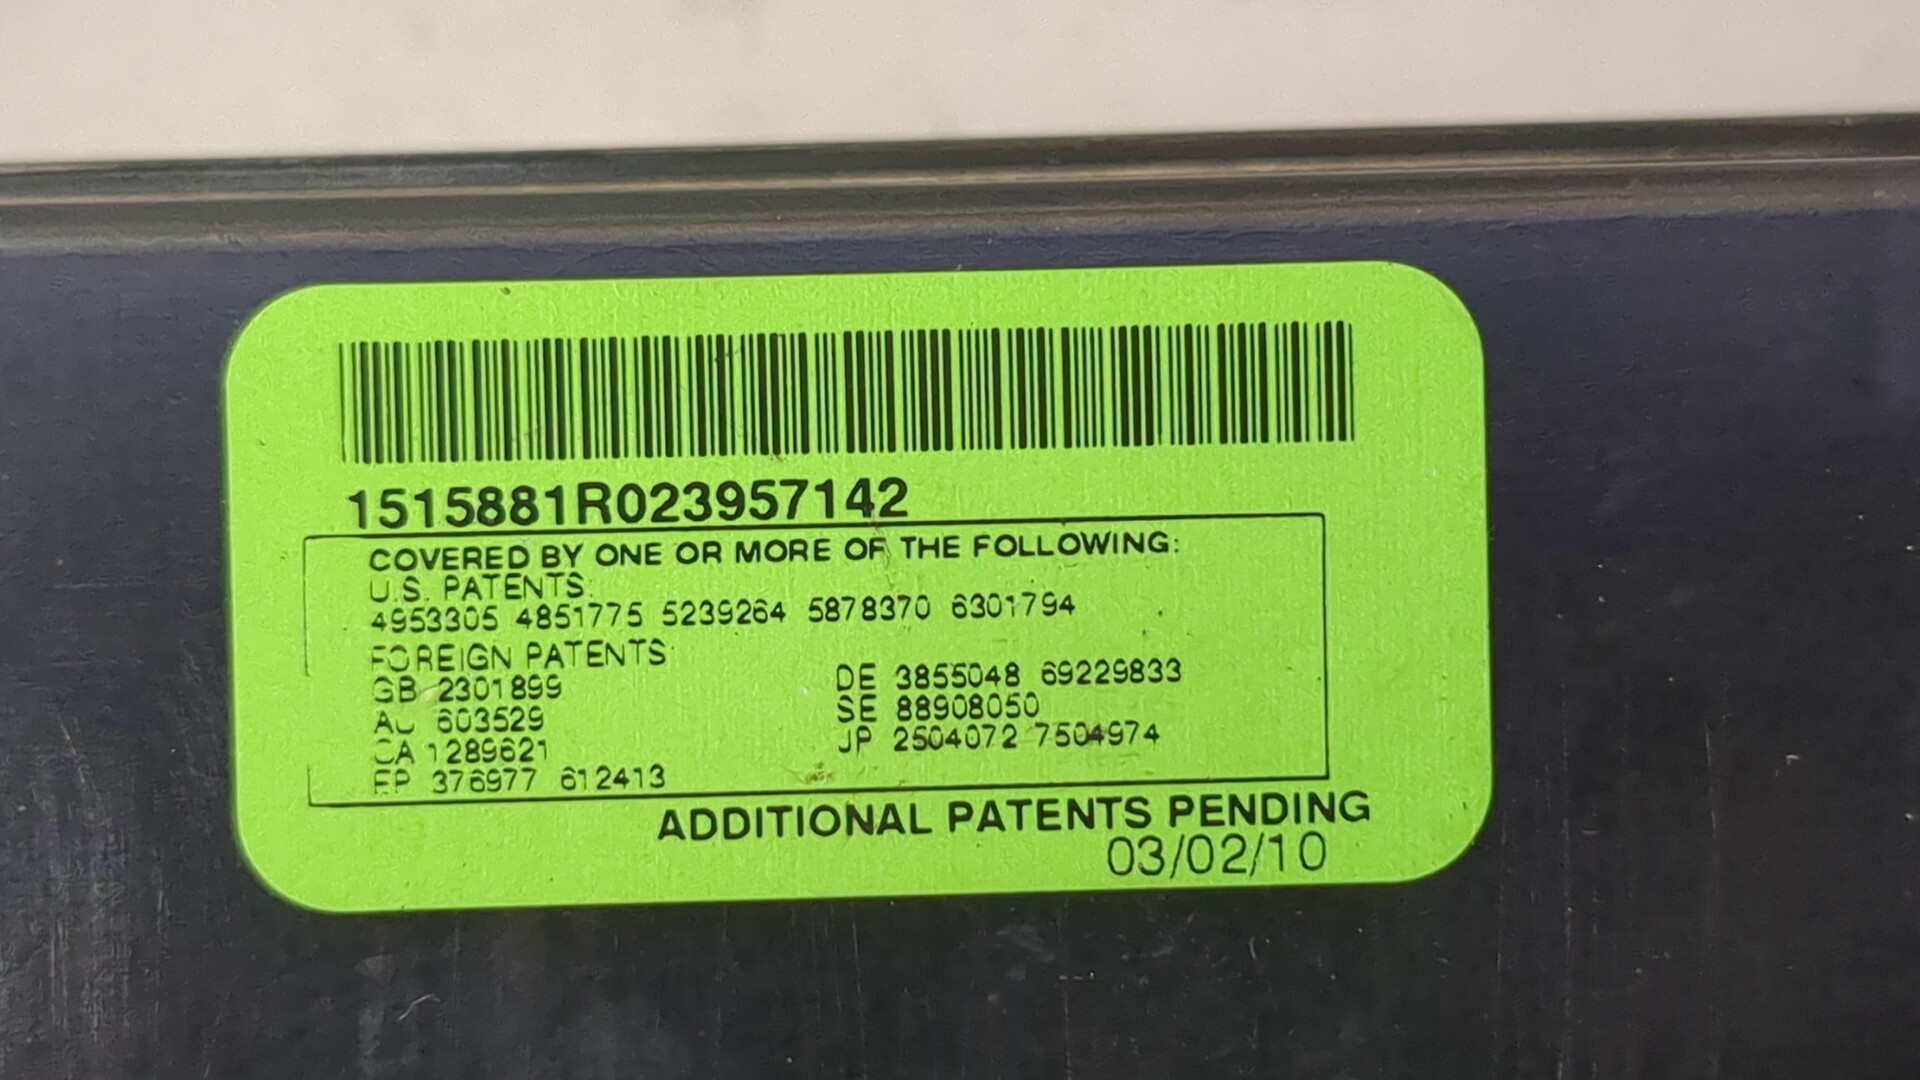 1515881R023957142
COVERED BY ONE OR MORE OF THE FOLLOWING:
U.S. PATENTS:
4953305 4851775 5239264 5878370 6301794
FOREIGN PATENTS:
GB 2301899
AU 603529
CA 1289621
EP 376977 612413
DE 3855048 69229833
SE 88908050
JP 2504072 7504974
ADDITIONAL PATENTS PENDING
03/02/10